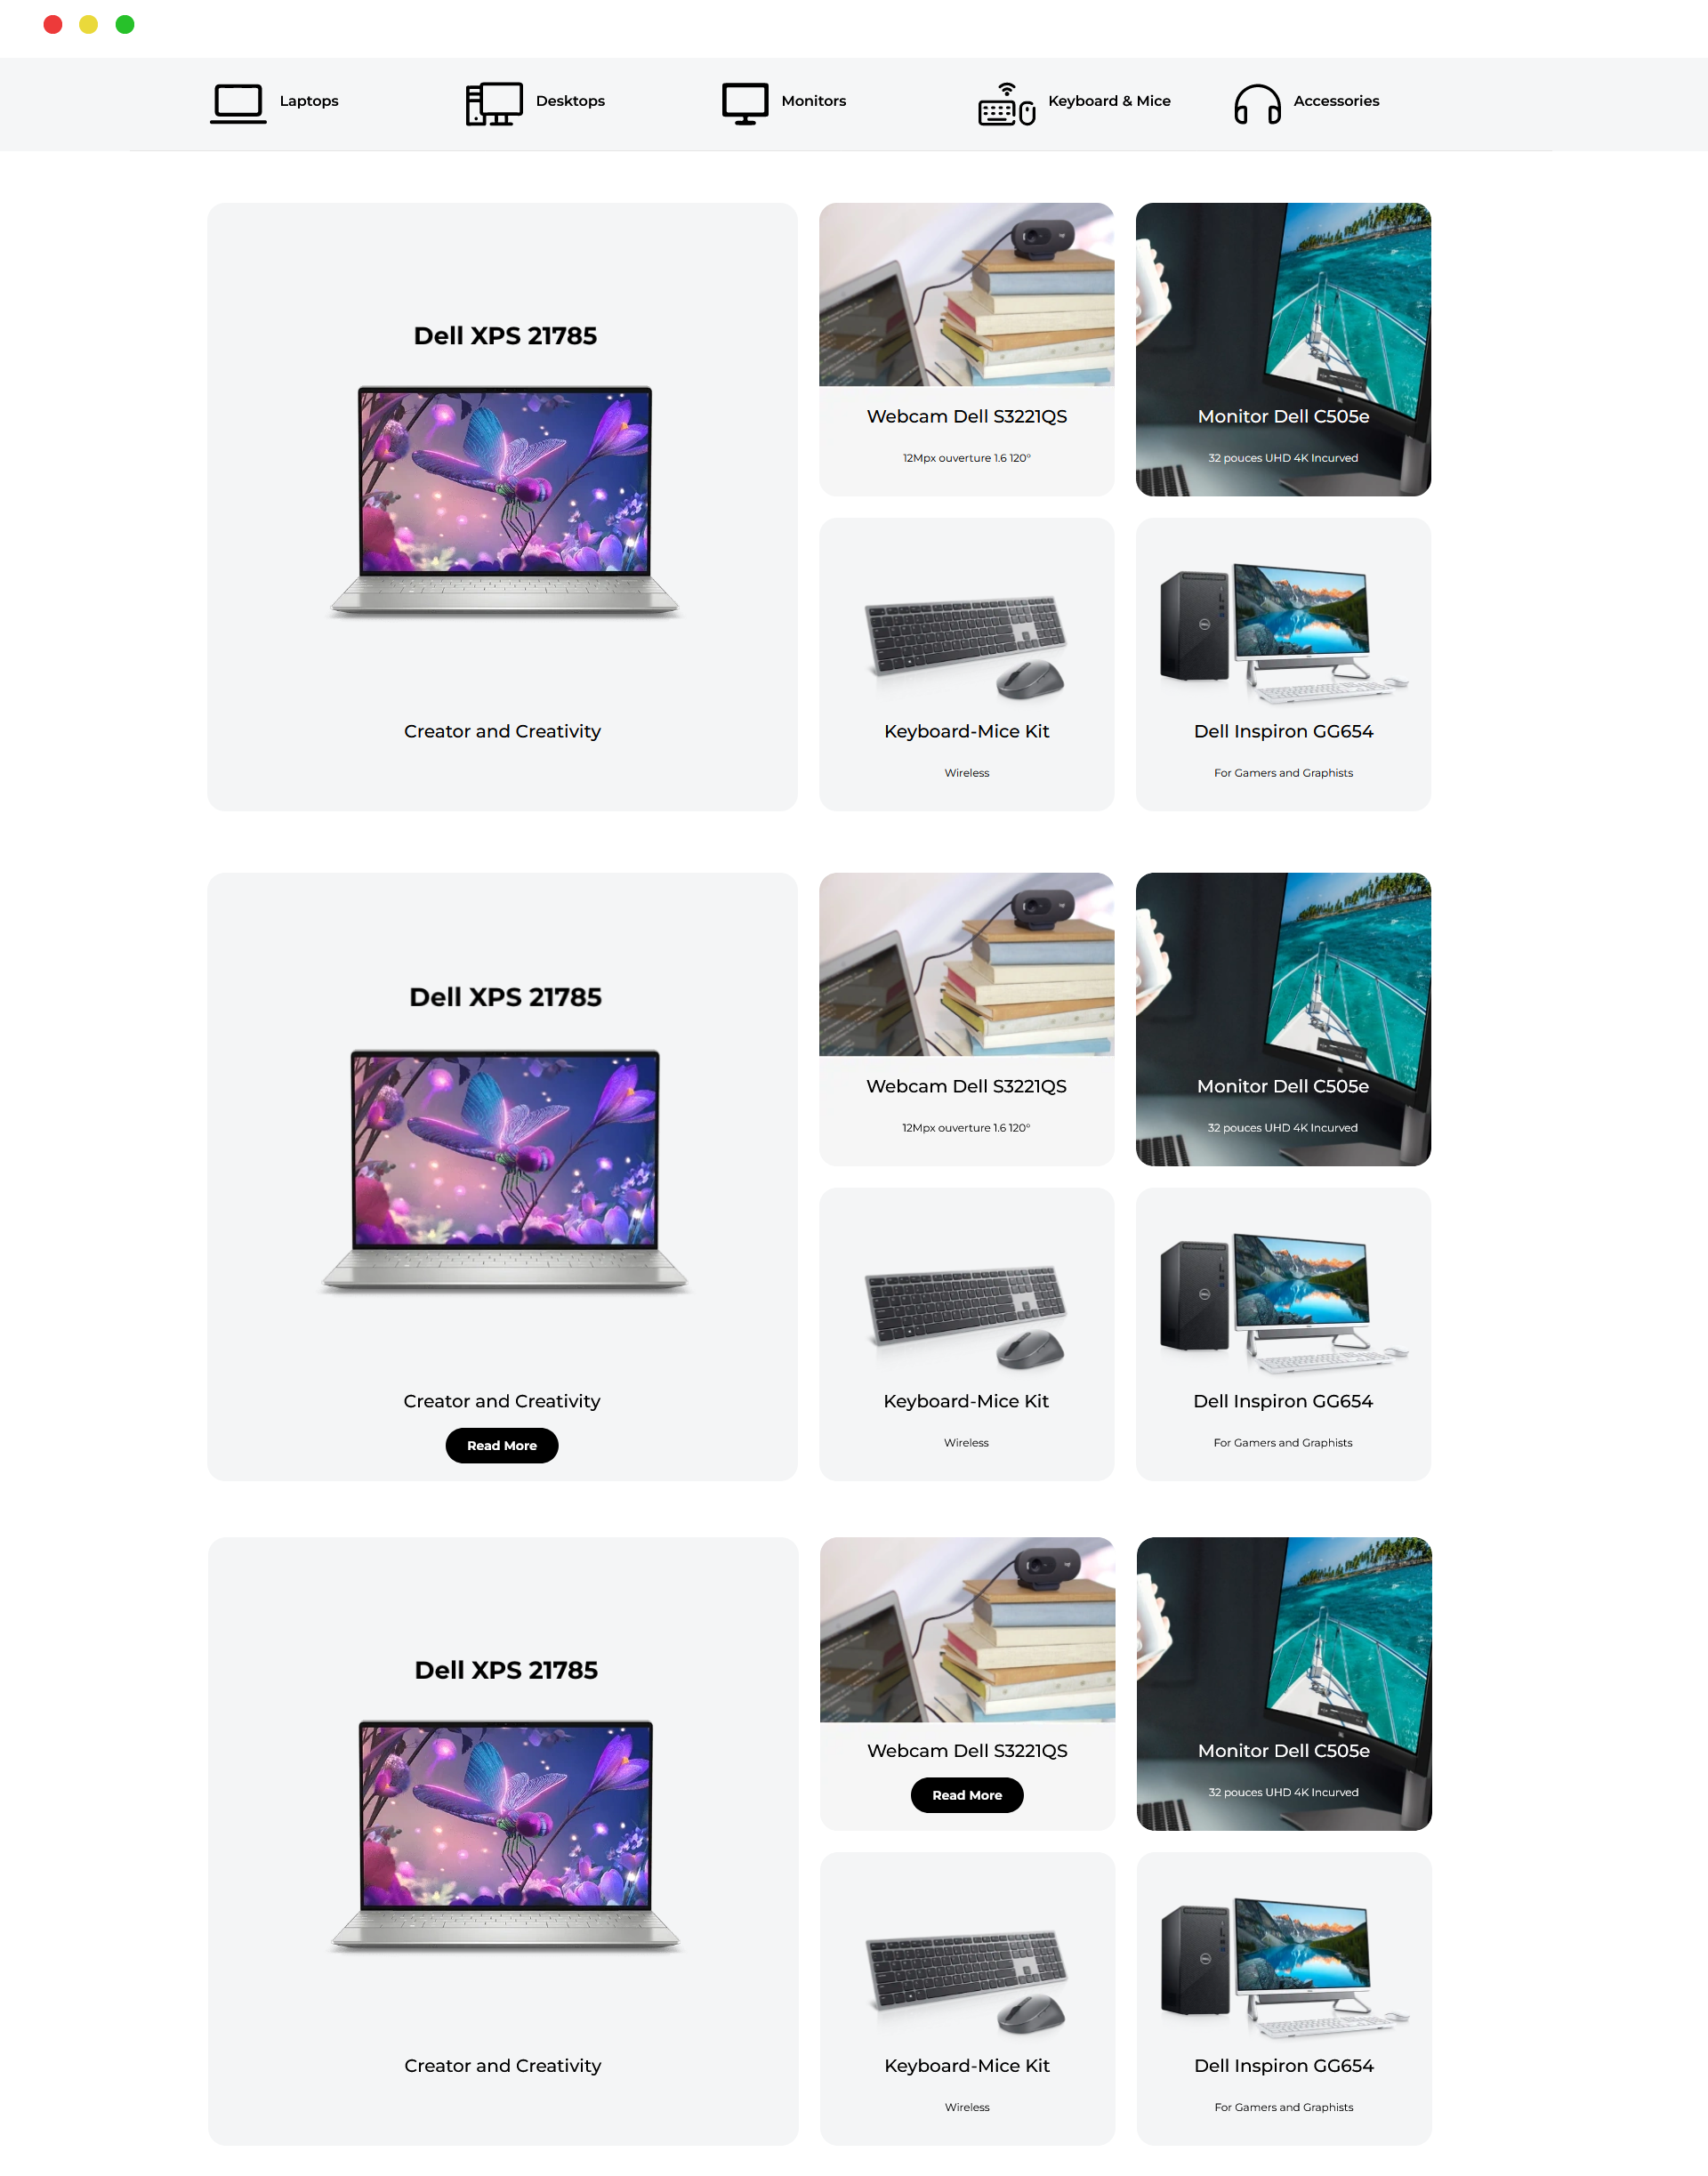 Laptops
Desktops
Monitors
Keyboard & Mice
Accessories
Dell XPS 21785
Creator and Creativity
Webcam Dell S3221QS
12Mpx ouverture 1.6 120°
Monitor Dell C505e
32 pouces UHD 4K Incurved
Keyboard-Mice Kit
Wireless
Dell Inspiron GG654
For Gamers and Graphists
Dell XPS 21785
Creator and Creativity
Read More
Webcam Dell S3221QS
12Mpx ouverture 1.6 120°
Monitor Dell C505e
32 pouces UHD 4K Incurved
Keyboard-Mice Kit
Wireless
Dell Inspiron GG654
For Gamers and Graphists
Dell XPS 21785
Creator and Creativity
Webcam Dell S3221QS
Read More
Monitor Dell C505e
32 pouces UHD 4K Incurved
Keyboard-Mice Kit
Wireless
Dell Inspiron GG654
For Gamers and Graphists